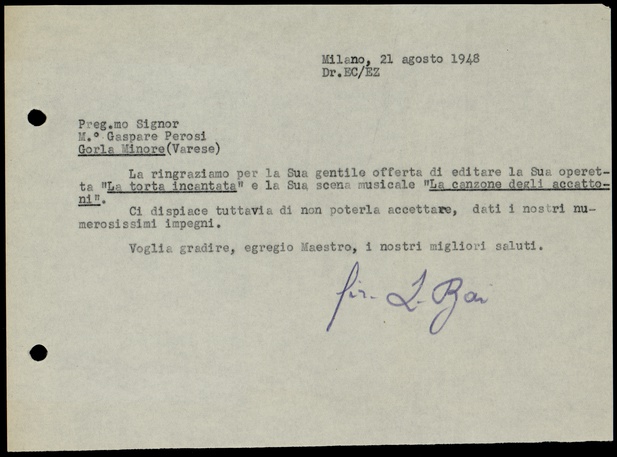 Milano, 21 agosto 1948
Dr.EC/EZ
Preg.mo Signor
M.° Gaspare Perosi
Gorla Minore(Varese)
La ringraziamo per la Sua gentile offerta di editare la Sua operet-
ta "La torta incantata" e la Sua scena musicale "La canzone degli accatto-
ni".
Ci dispiace tuttavia di non poterla accettare, dati i nostri nu-
merosissimi impegni.
Voglia gradire, egregio Maestro, i nostri migliori saluti.
fir.